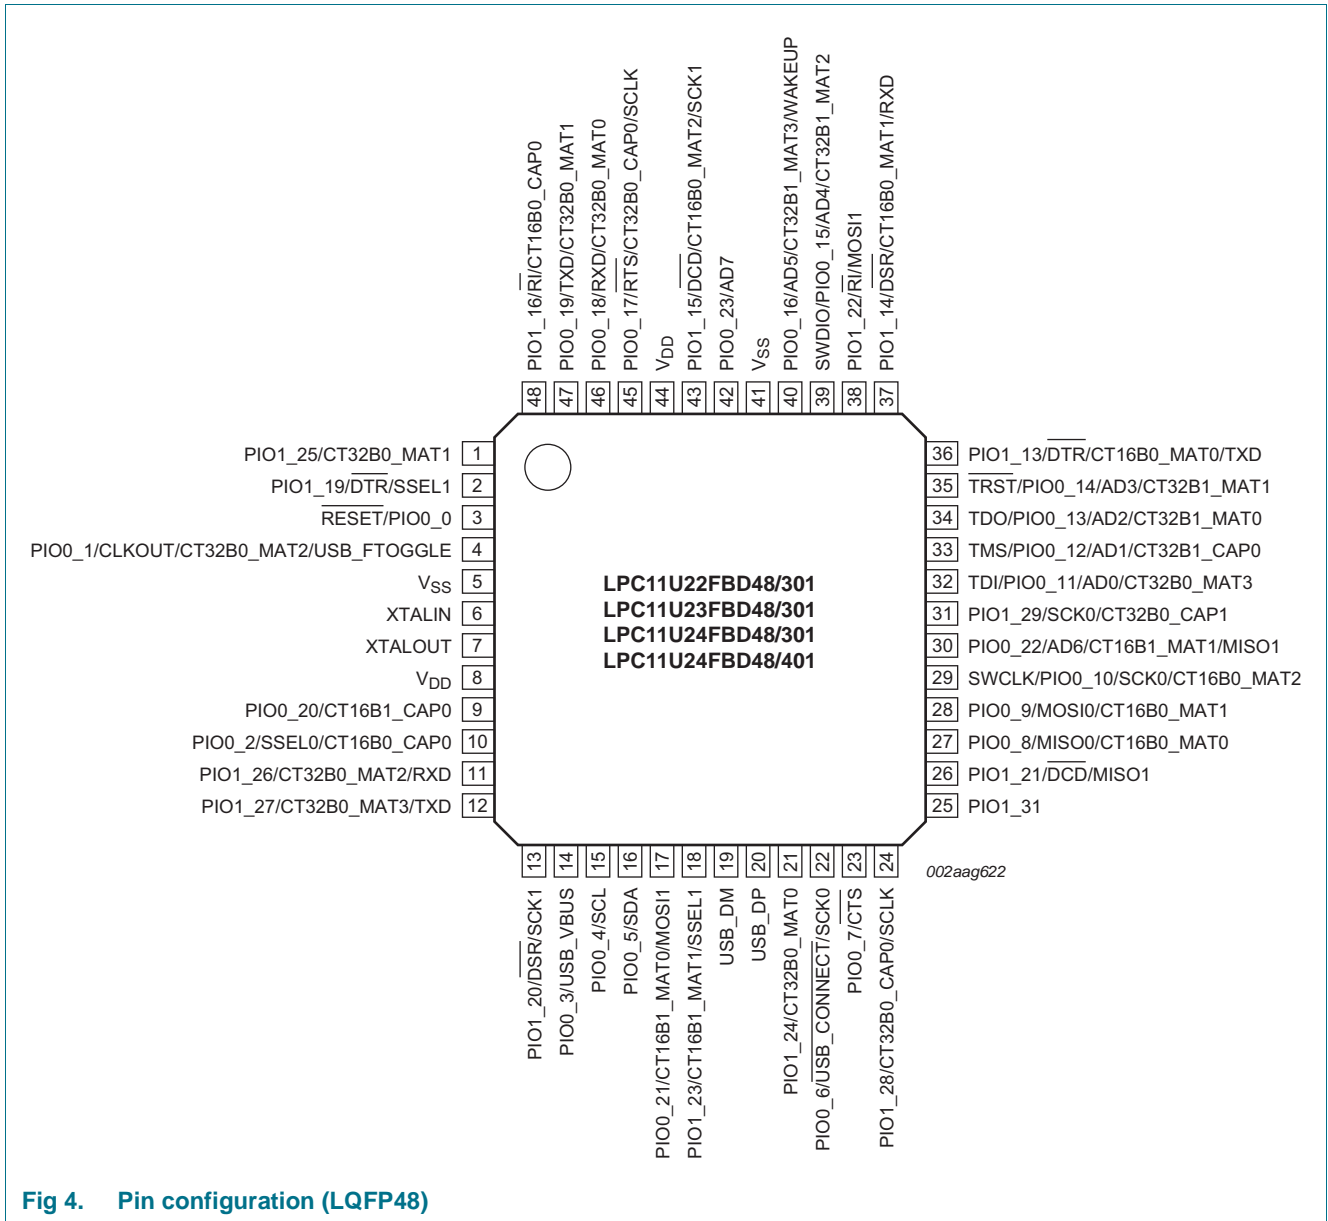 PIO1_16/RI/CT16B0_CAP0
PIO0_19/TXD/CT32B0_MAT1
PIO0_18/RXD/CT32B0_MAT0
PIO0_17/RTS/CT32B0_CAP0/SCLK
VDD
PIO1_15/DCD/CT16B0_MAT2/SCK1
PIO0_23/AD7
VSS
PIO0_16/AD5/CT32B1_MAT3/WAKEUP
SWDIO/PIO0_15/AD4/CT32B1_MAT2
PIO1_22/RI/MOSI1
PIO1_14/DSR/CT16B0_MAT1/RXD
48 47 46 45 44 43 42 41 40 39 38 37
PIO1_25/CT32B0_MAT1 1
PIO1_19/DTR/SSEL1 2
RESET/PIO0_0 3
PIO0_1/CLKOUT/CT32B0_MAT2/USB_FTOGGLE 4
VSS 5
XTALIN 6
XTALOUT 7
VDD 8
PIO0_20/CT16B1_CAP0 9
PIO0_2/SSEL0/CT16B0_CAP0 10
PIO1_26/CT32B0_MAT2/RXD 11
PIO1_27/CT32B0_MAT3/TXD 12
LPC11U22FBD48/301
LPC11U23FBD48/301
LPC11U24FBD48/301
LPC11U24FBD48/401
36 PIO1_13/DTR/CT16B0_MAT0/TXD
35 TRST/PIO0_14/AD3/CT32B1_MAT1
34 TDO/PIO0_13/AD2/CT32B1_MAT0
33 TMS/PIO0_12/AD1/CT32B1_CAP0
32 TDI/PIO0_11/AD0/CT32B0_MAT3
31 PIO1_29/SCK0/CT32B0_CAP1
30 PIO0_22/AD6/CT16B1_MAT1/MISO1
29 SWCLK/PIO0_10/SCK0/CT16B0_MAT2
28 PIO0_9/MOSI0/CT16B0_MAT1
27 PIO0_8/MISO0/CT16B0_MAT0
26 PIO1_21/DCD/MISO1
25 PIO1_31
13 14 15 16 17 18 19 20 21 22 23 24
PIO1_20/DSR/SCK1
PIO0_3/USB_VBUS
PIO0_4/SCL
PIO0_5/SDA
PIO0_21/CT16B1_MAT0/MOSI1
PIO1_23/CT16B1_MAT1/SSEL1
USB_DM
USB_DP
PIO1_24/CT32B0_MAT0
PIO0_6/USB_CONNECT/SCK0
PIO0_7/CTS
PIO1_28/CT32B0_CAP0/SCLK
002aag622
Fig 4. Pin configuration (LQFP48)